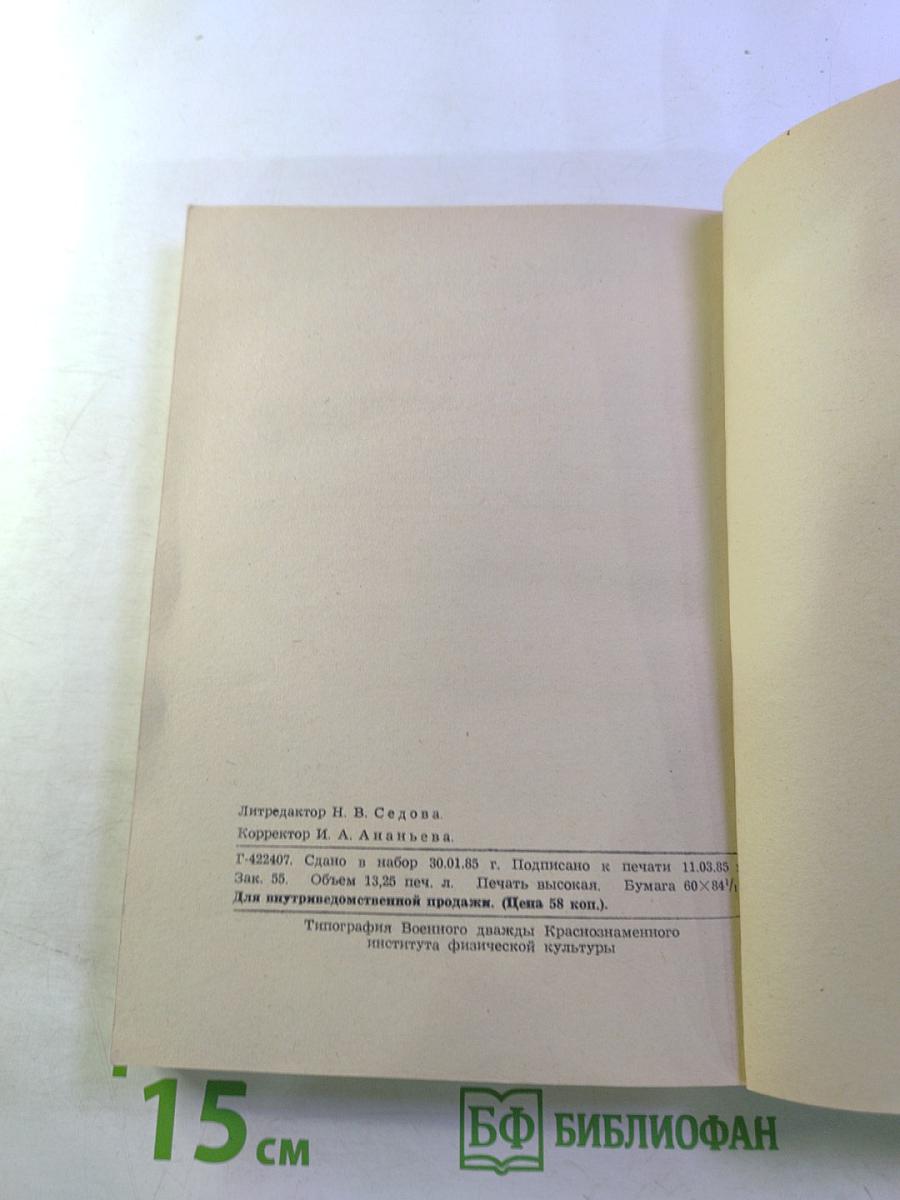 Литредактор Н. В. Седова.
Корректор И. А. Ананьева.
Г-422407. Сдано в набор 30.01.85 г. Подписано к печати 11.03.85
Зак. 55. Объем 13,25 печ. л. Печать высокая. Бумага 60×84¹/₁
Для внутриведомственной продажи. (Цена 58 коп.).
Типография Военного дважды Краснознаменного
института физической культуры
15 см
БФ БИБЛИОФАН